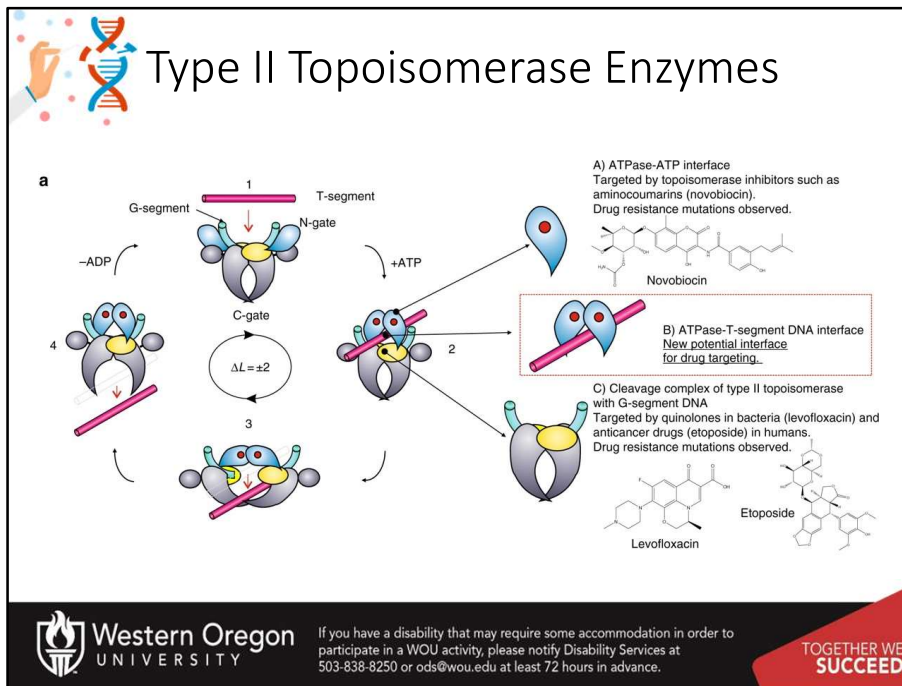 Type II Topoisomerase Enzymes
a
1
T-segment
G-segment
N-gate
–ADP
+ATP
C-gate
4
2
ΔL = ±2
3
A) ATPase-ATP interface
Targeted by topoisomerase inhibitors such as
aminocoumarins (novobiocin).
Drug resistance mutations observed.
Novobiocin
B) ATPase-T-segment DNA interface
New potential interface
for drug targeting.
C) Cleavage complex of type II topoisomerase
with G-segment DNA
Targeted by quinolones in bacteria (levofloxacin) and
anticancer drugs (etoposide) in humans.
Drug resistance mutations observed.
Levofloxacin
Etoposide
Western Oregon
UNIVERSITY
If you have a disability that may require some accommodation in order to
participate in a WOU activity, please notify Disability Services at
503-838-8250 or ods@wou.edu at least 72 hours in advance.
TOGETHER WE
SUCCEED